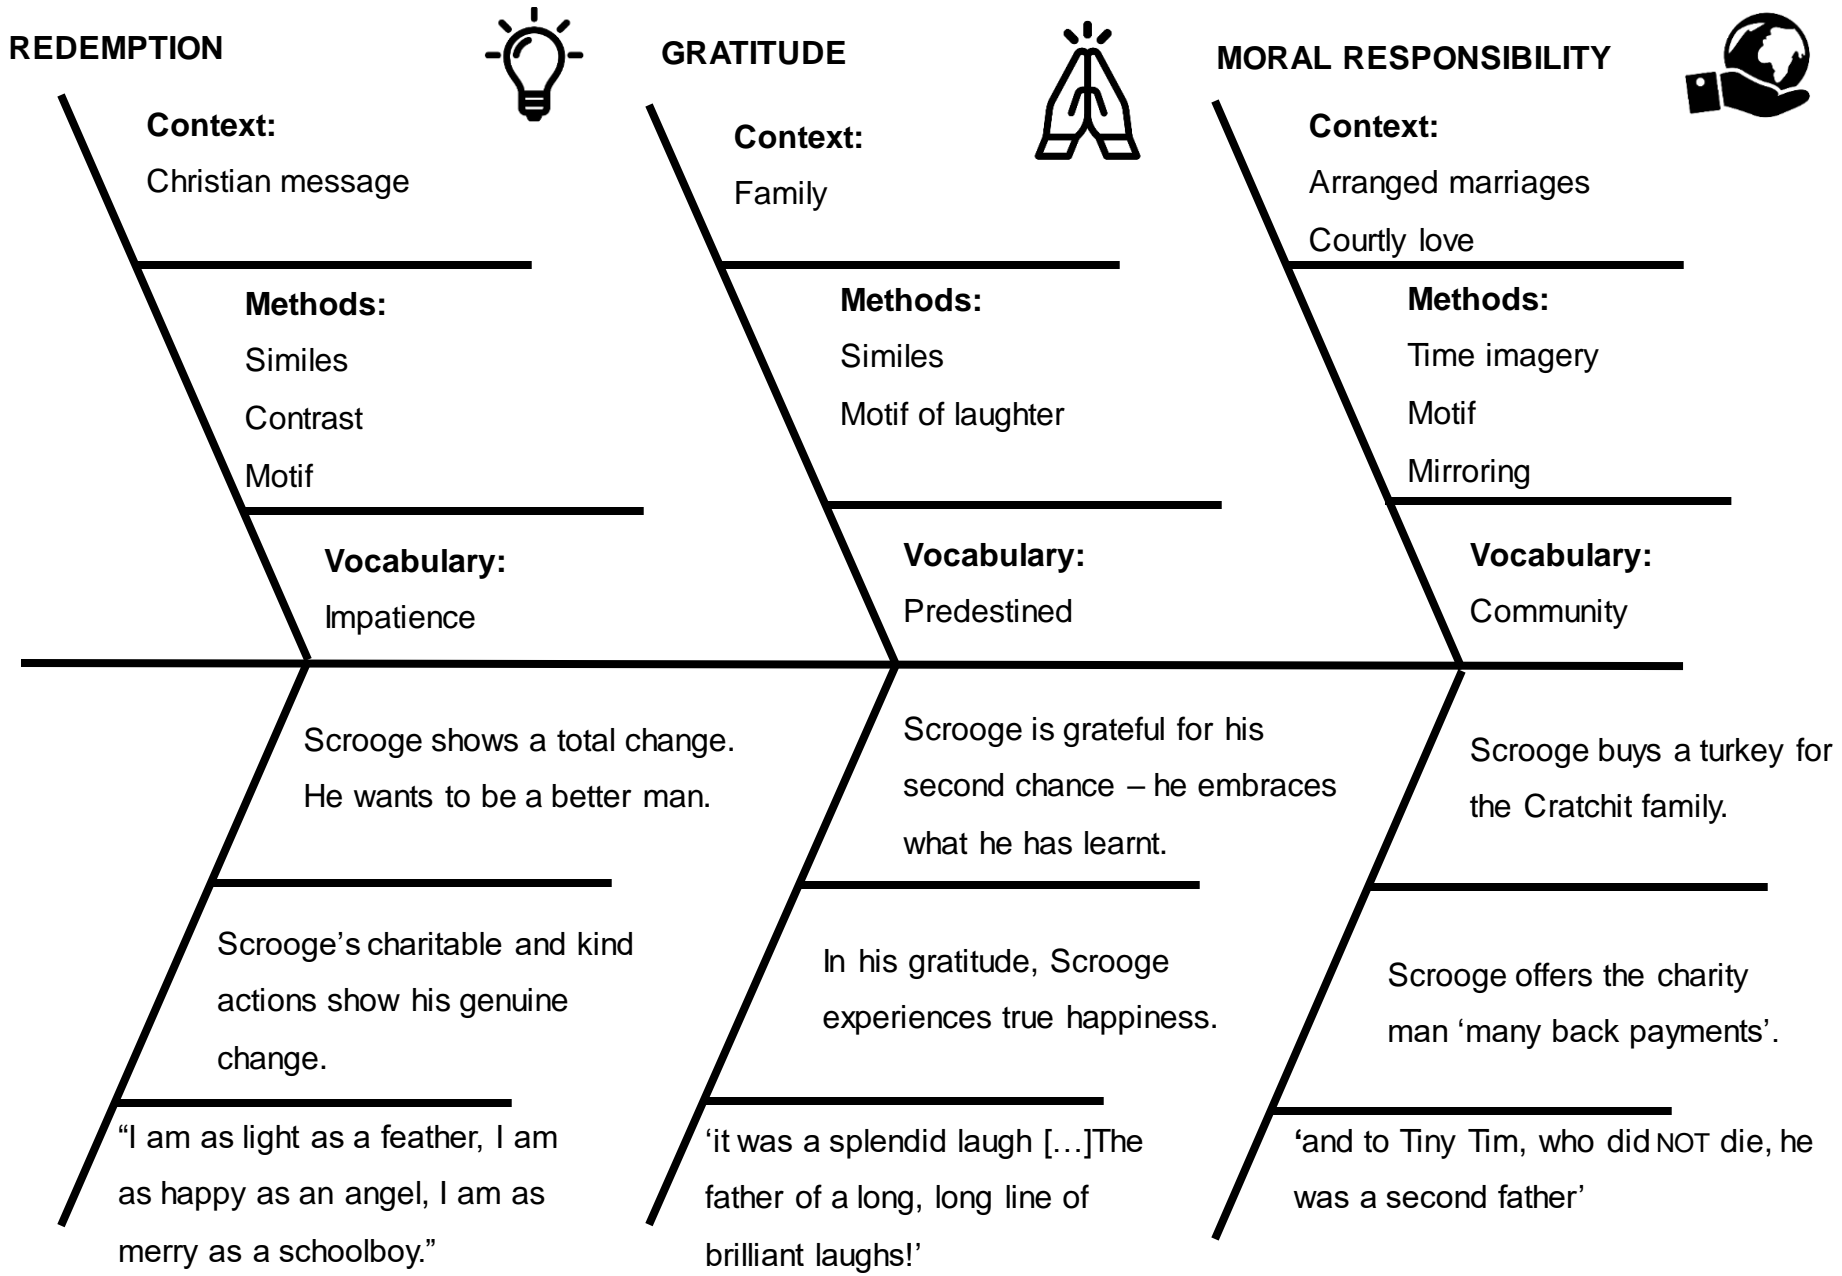 REDEMPTION
Context:
Christian message
Methods:
Similes
Contrast
Motif
Vocabulary:
Impatience
Scrooge shows a total change.
He wants to be a better man.
Scrooge’s charitable and kind
actions show his genuine
change.
“I am as light as a feather, I am
as happy as an angel, I am as
merry as a schoolboy.”
GRATITUDE
Context:
Family
Methods:
Similes
Motif of laughter
Vocabulary:
Predestined
Scrooge is grateful for his
second chance – he embraces
what he has learnt.
In his gratitude, Scrooge
experiences true happiness.
‘it was a splendid laugh […]The
father of a long, long line of
brilliant laughs!’
MORAL RESPONSIBILITY
Context:
Arranged marriages
Courtly love
Methods:
Time imagery
Motif
Mirroring
Vocabulary:
Community
Scrooge buys a turkey for
the Cratchit family.
Scrooge offers the charity
man ‘many back payments’.
‘and to Tiny Tim, who did NOT die, he
was a second father’